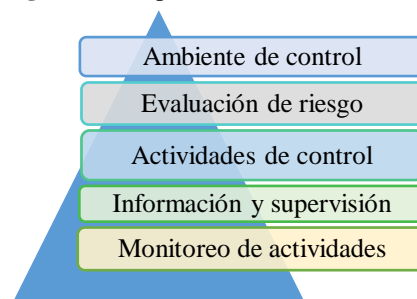 Ambiente de control
Evaluación de riesgo
Actividades de control
Información y supervisión
Monitoreo de actividades